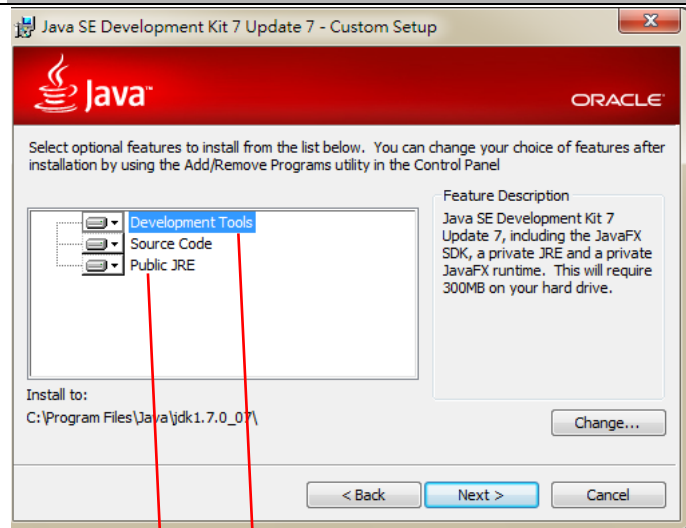 Java SE Development Kit 7 Update 7 - Custom Setup
Java™
ORACLE®
Select optional features to install from the list below. You can change your choice of features after
installation by using the Add/Remove Programs utility in the Control Panel
Development Tools
Source Code
Public JRE
Feature Description
Java SE Development Kit 7
Update 7, including the JavaFX
SDK, a private JRE and a private
JavaFX runtime. This will require
300MB on your hard drive.
Install to:
C:\Program Files\Java\jdk1.7.0_07\
Change...
< Back
Next >
Cancel